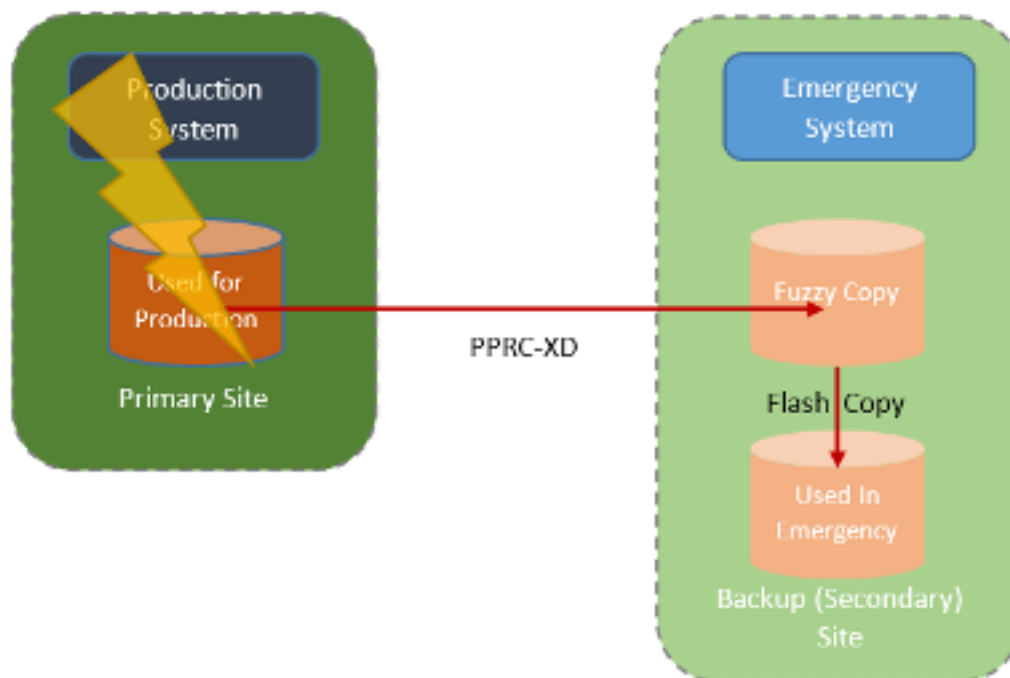 Production
System
Used for
Production
Primary Site
PPRC-XD
Emergency
System
Fuzzy Copy
Flash Copy
Used in
Emergency
Backup (Secondary)
Site